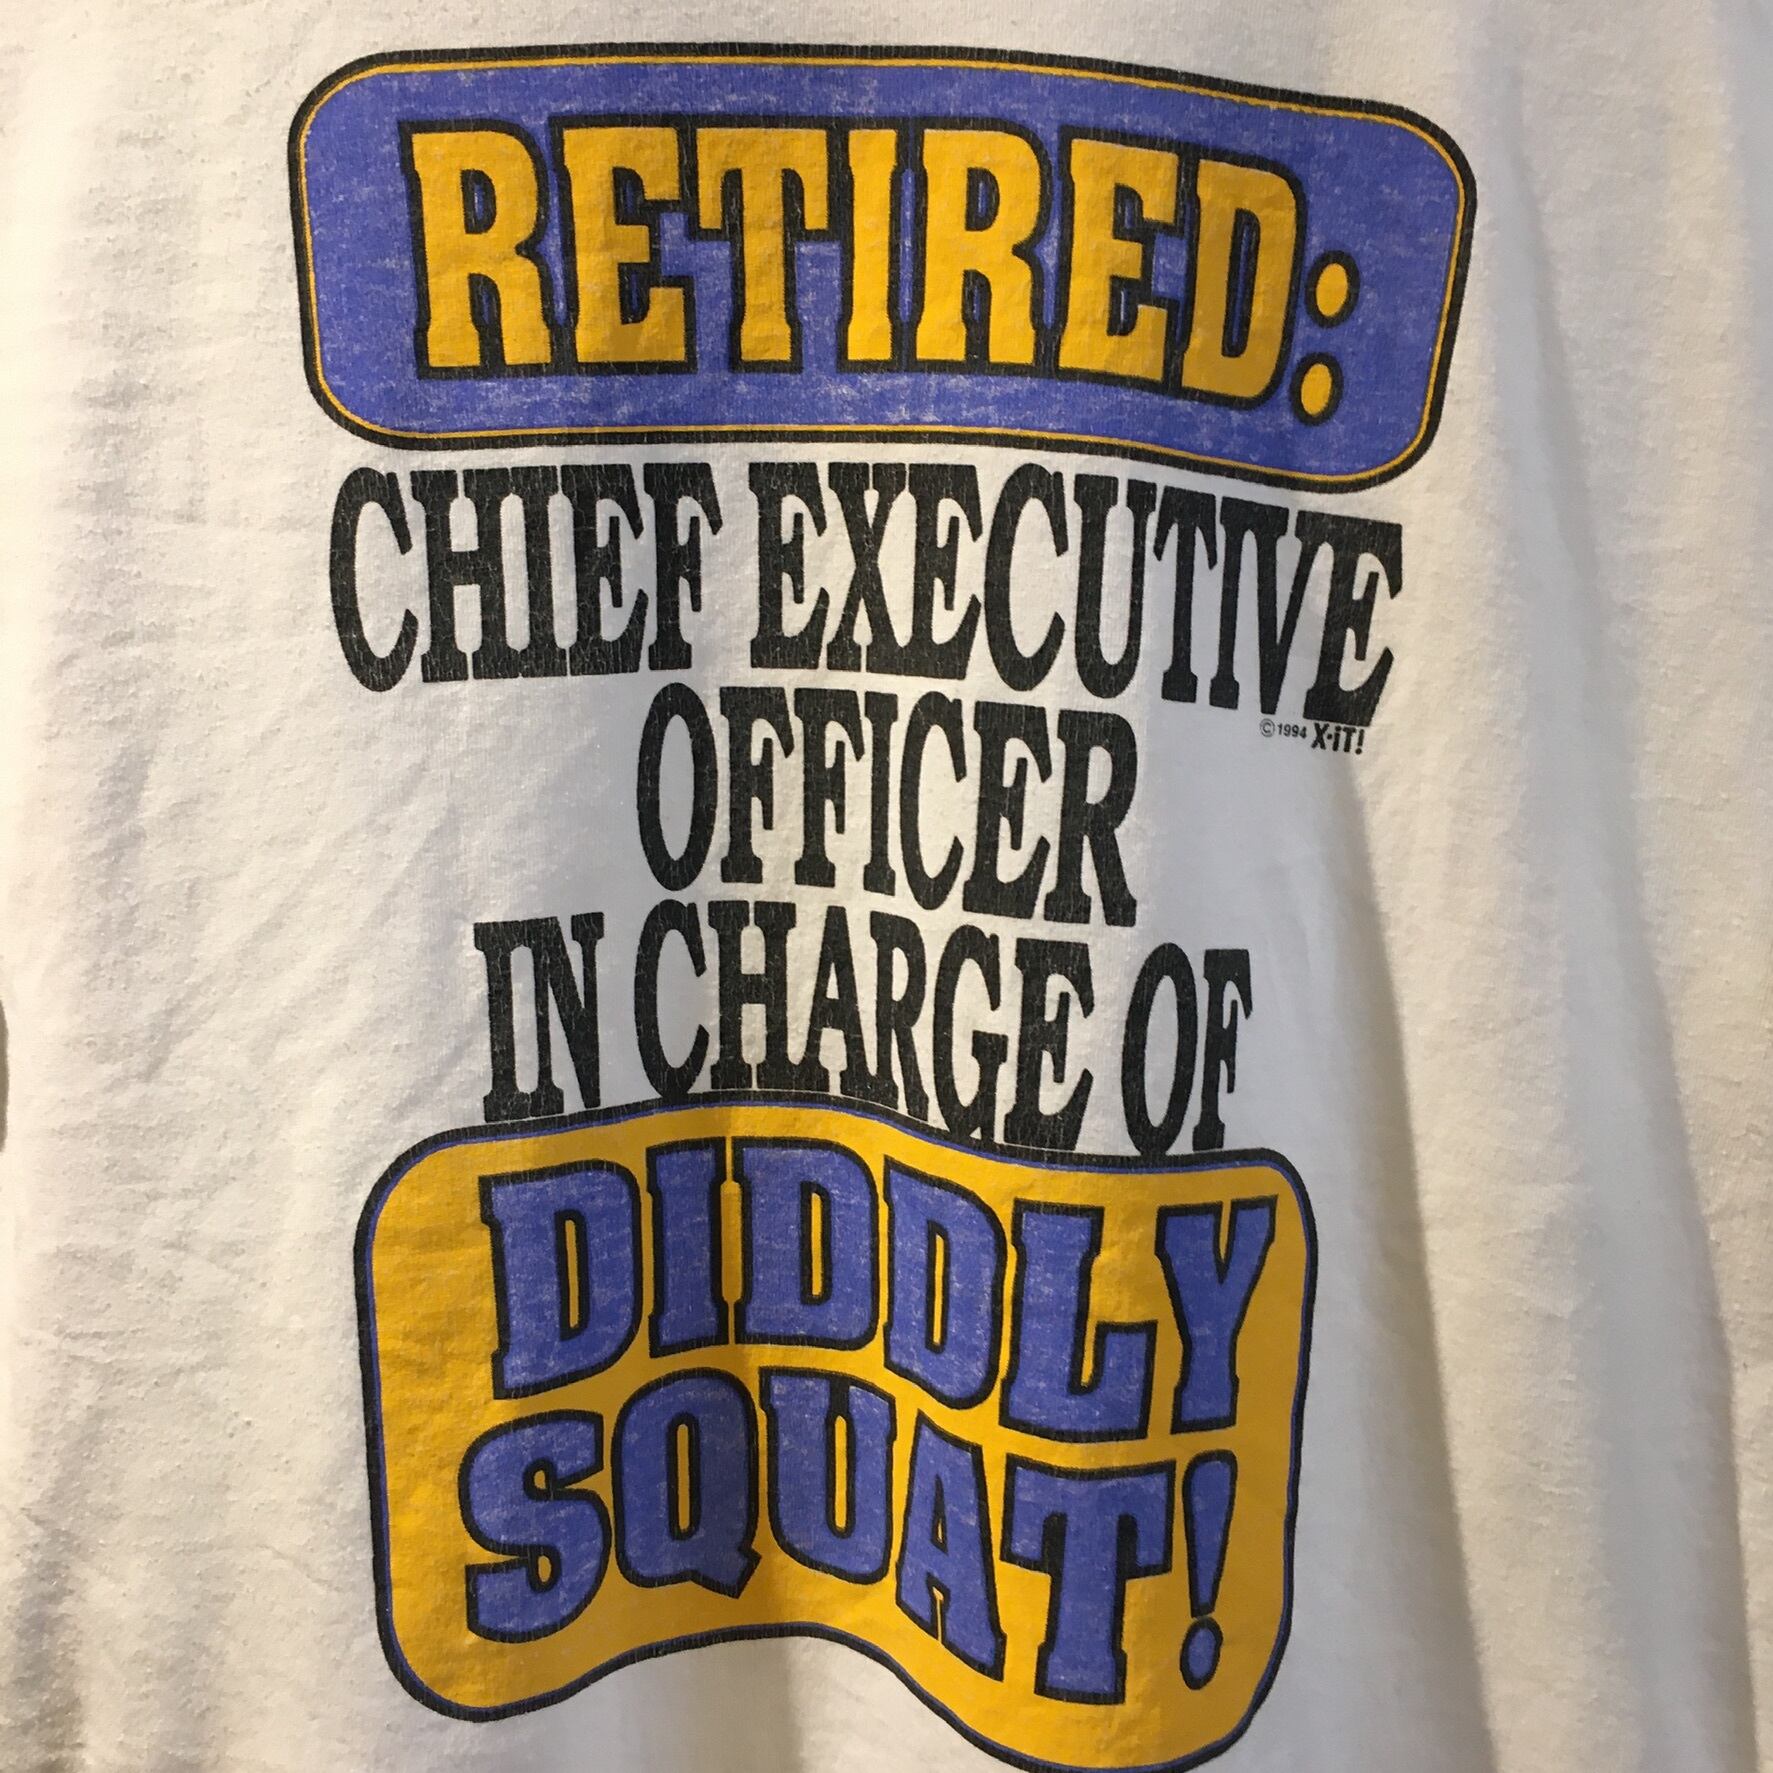 RETIRED:
CHIEF EXECUTIVE
©1994 X·iT!
OFFICER
IN CHARGE OF
DIDDLY
SQUAT!